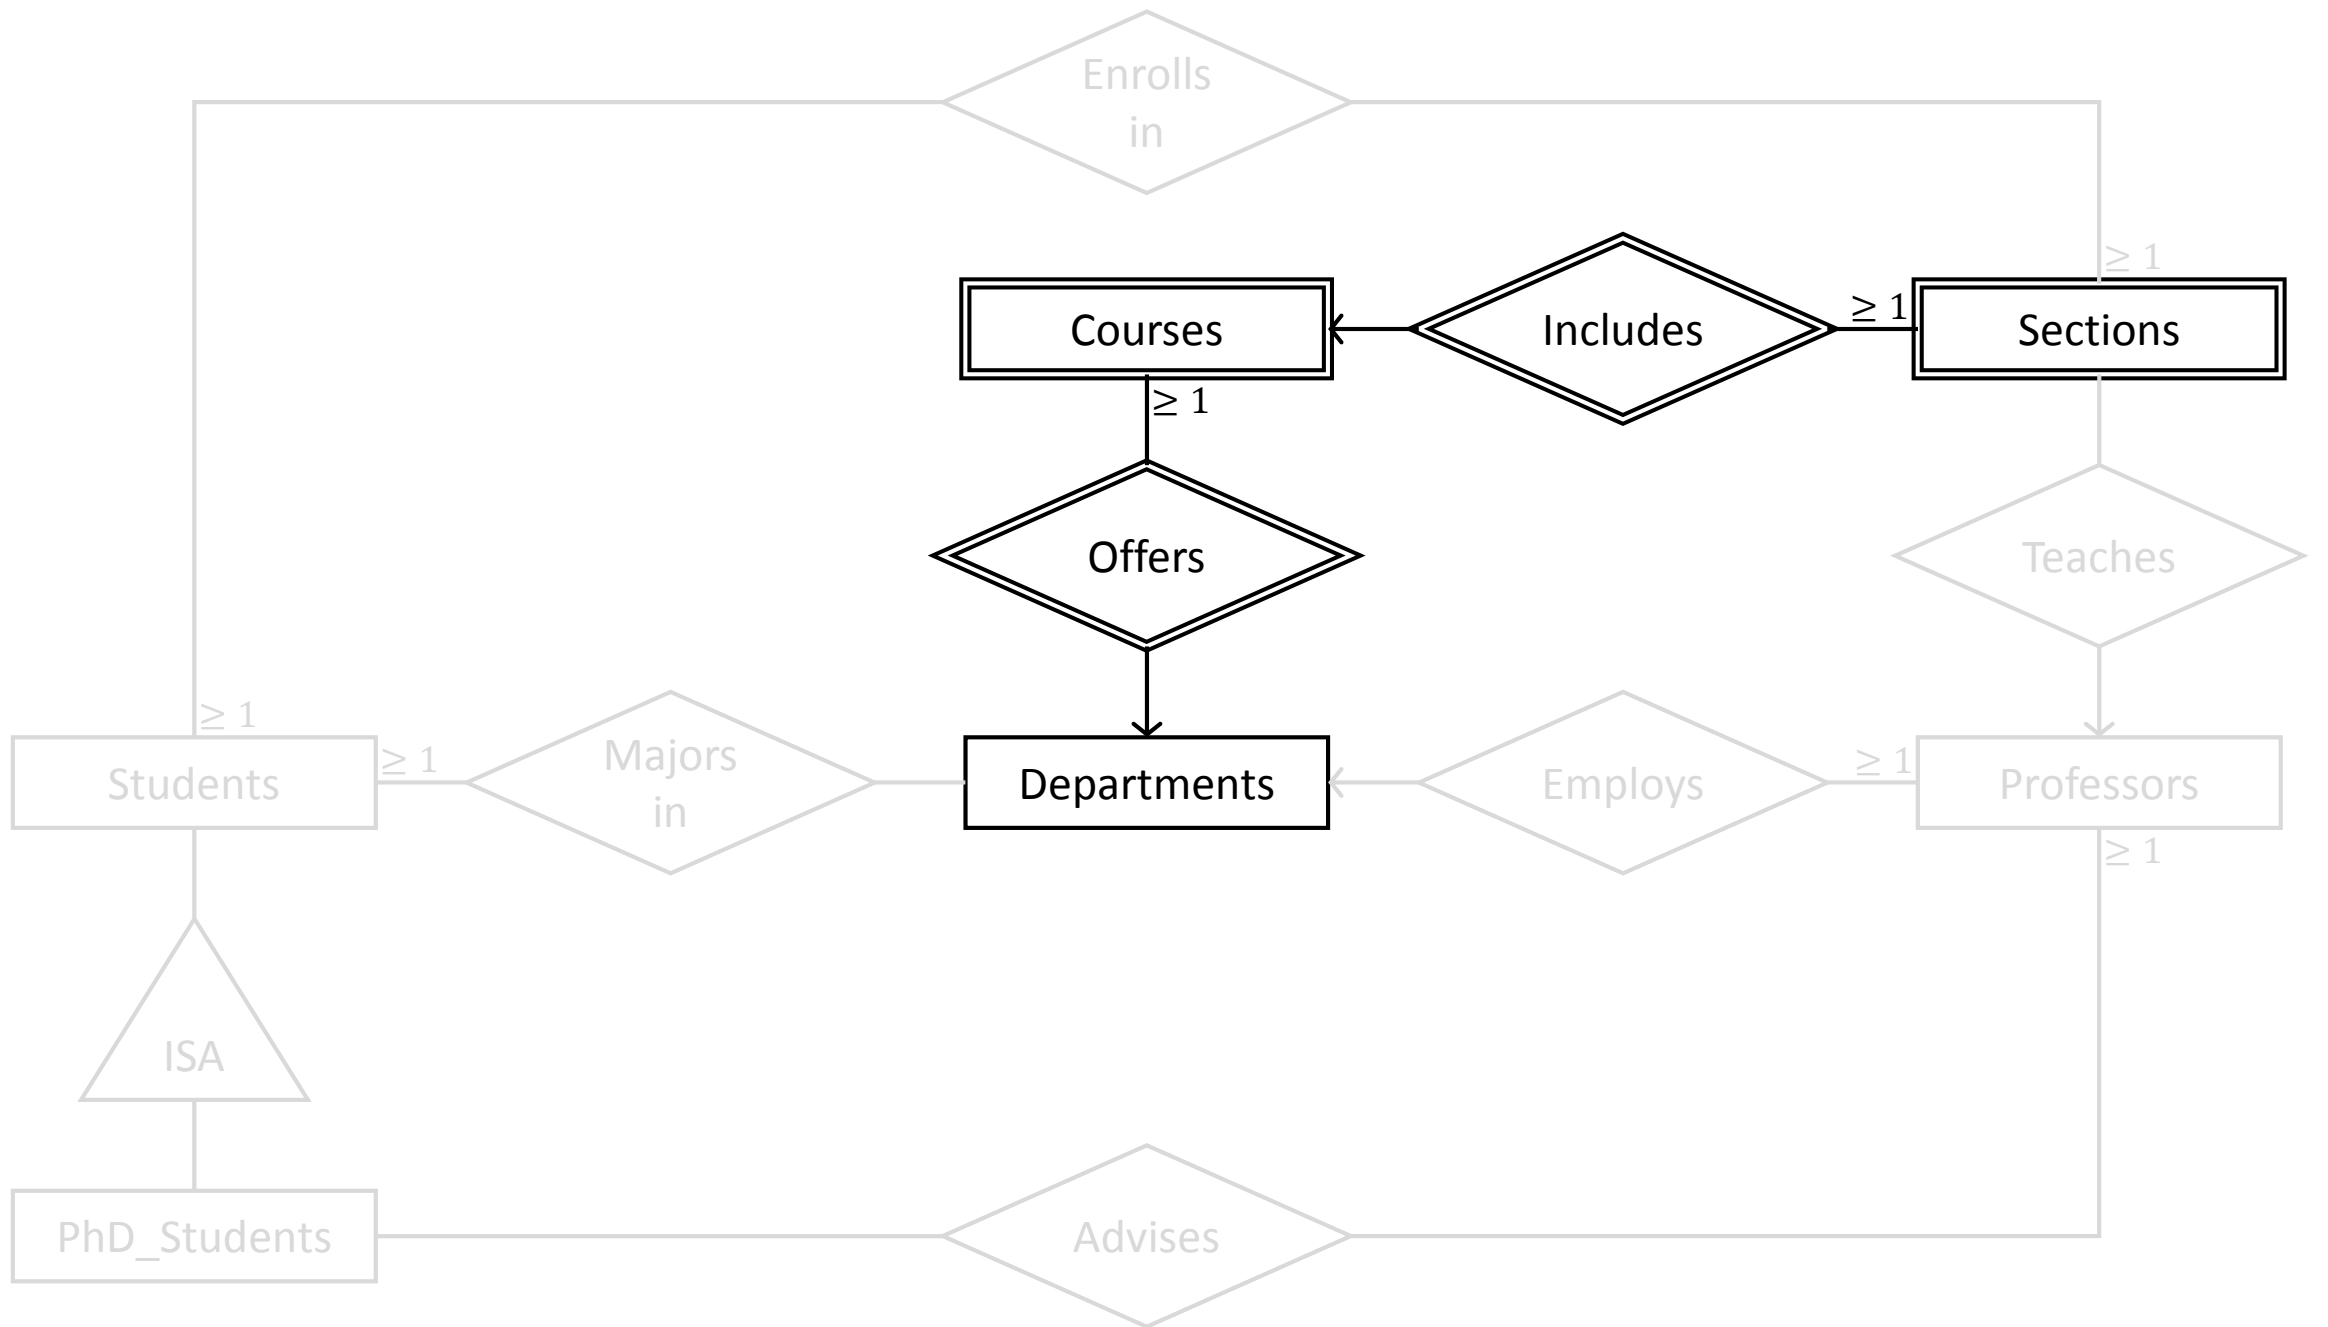 Enrolls
in
≥ 1
Courses
Includes
≥ 1
Sections
≥ 1
Offers
Teaches
≥ 1
Students
≥ 1
Majors
in
Departments
Employs
≥ 1
Professors
≥ 1
ISA
PhD_Students
Advises